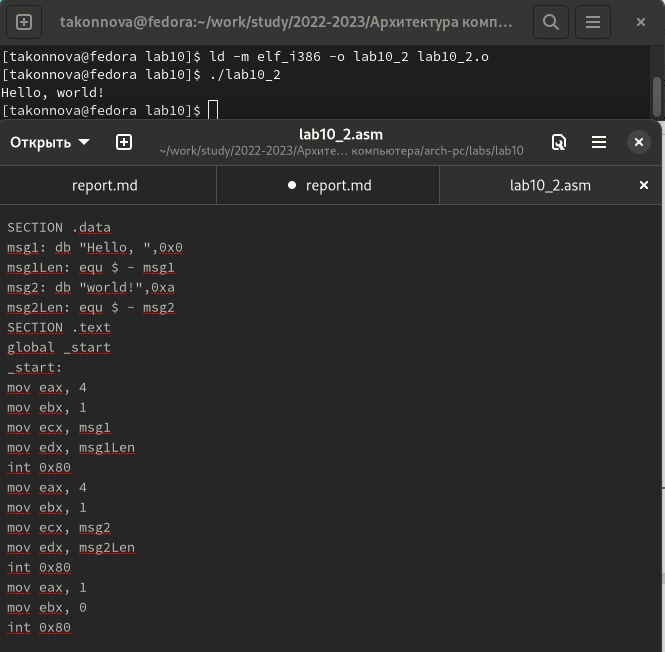 takonnova@fedora:~/work/study/2022-2023/Архитектура комп...
[takonnova@fedora lab10]$ ld -m elf_i386 -o lab10_2 lab10_2.o
[takonnova@fedora lab10]$ ./lab10_2
Hello, world!
[takonnova@fedora lab10]$
Открыть
lab10_2.asm
~/work/study/2022-2023/Архите... компьютера/arch-pc/labs/lab10
report.md
report.md
lab10_2.asm
SECTION .data
msg1: db "Hello, ",0x0
msg1Len: equ $ - msg1
msg2: db "world!",0xa
msg2Len: equ $ - msg2
SECTION .text
global _start
_start:
mov eax, 4
mov ebx, 1
mov ecx, msg1
mov edx, msg1Len
int 0x80
mov eax, 4
mov ebx, 1
mov ecx, msg2
mov edx, msg2Len
int 0x80
mov eax, 1
mov ebx, 0
int 0x80